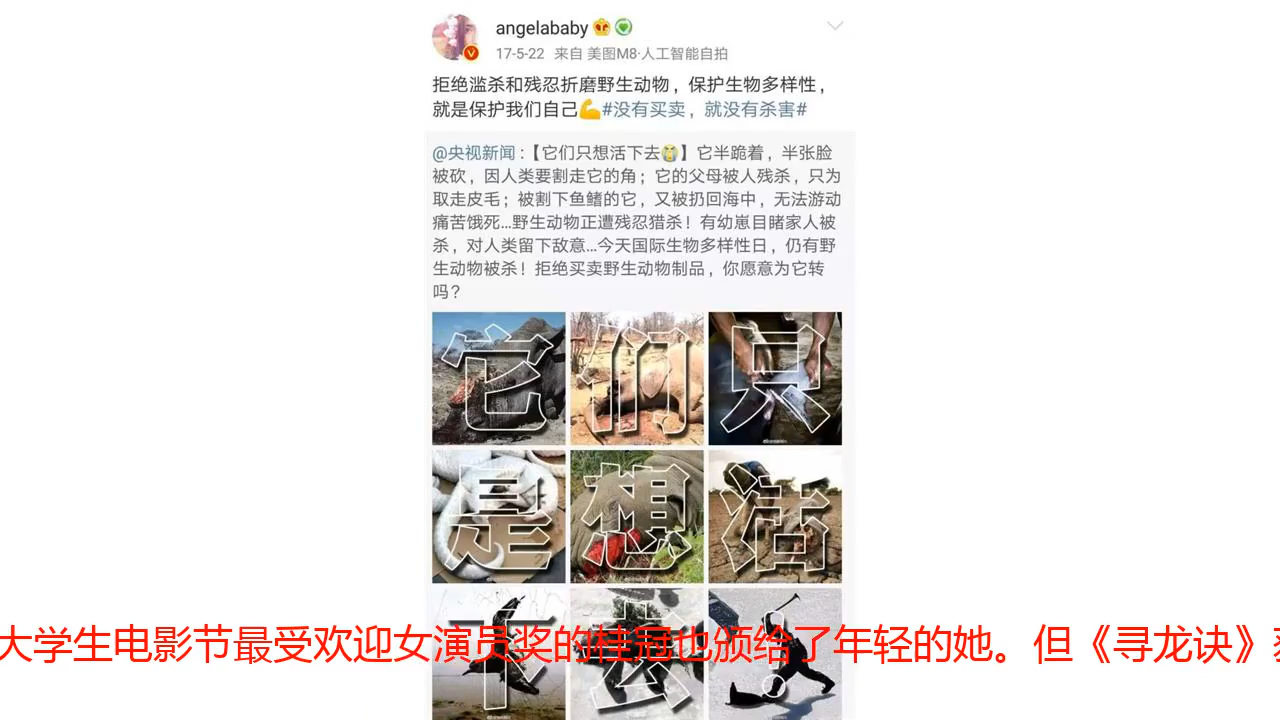 angelababy
17-5-22 来自 美图M8·人工智能自拍
拒绝滥杀和残忍折磨野生动物，保护生物多样性，
就是保护我们自己💪#没有买卖，就没有杀害#
@央视新闻：【它们只想活下去😭】它半跪着，半张脸
被砍，因人类要割走它的角；它的父母被人残杀，只为
取走皮毛；被割下鱼鳍的它，又被扔回海中，无法游动
痛苦饿死...野生动物正遭残忍猎杀！有幼崽目睹家人被
杀，对人类留下敌意...今天国际生物多样性日，仍有野
生动物被杀！拒绝买卖野生动物制品，你愿意为它转
吗？
它 们 只
是 想 活
下 去 ！
大学生电影节最受欢迎女演员奖的桂冠也颁给了年轻的她。但《寻龙诀》